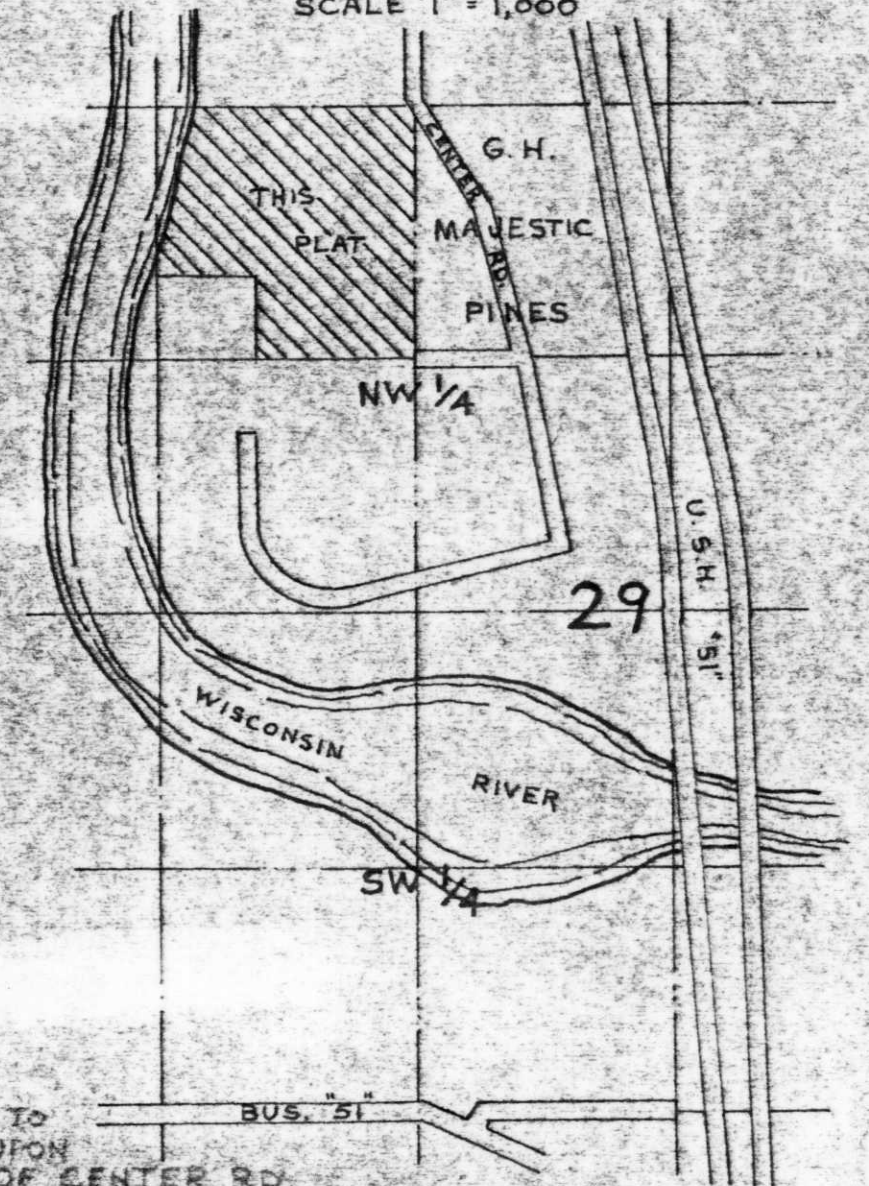 SCALE 1" = 1,000'
CENTER RD.
G. H.
MAJESTIC
PINES
THIS
PLAT
NW 1/4
29
U. S. H. "51"
WISCONSIN
RIVER
SW 1/4
BUS. "51"
TO
UPON
OF CENTER RD